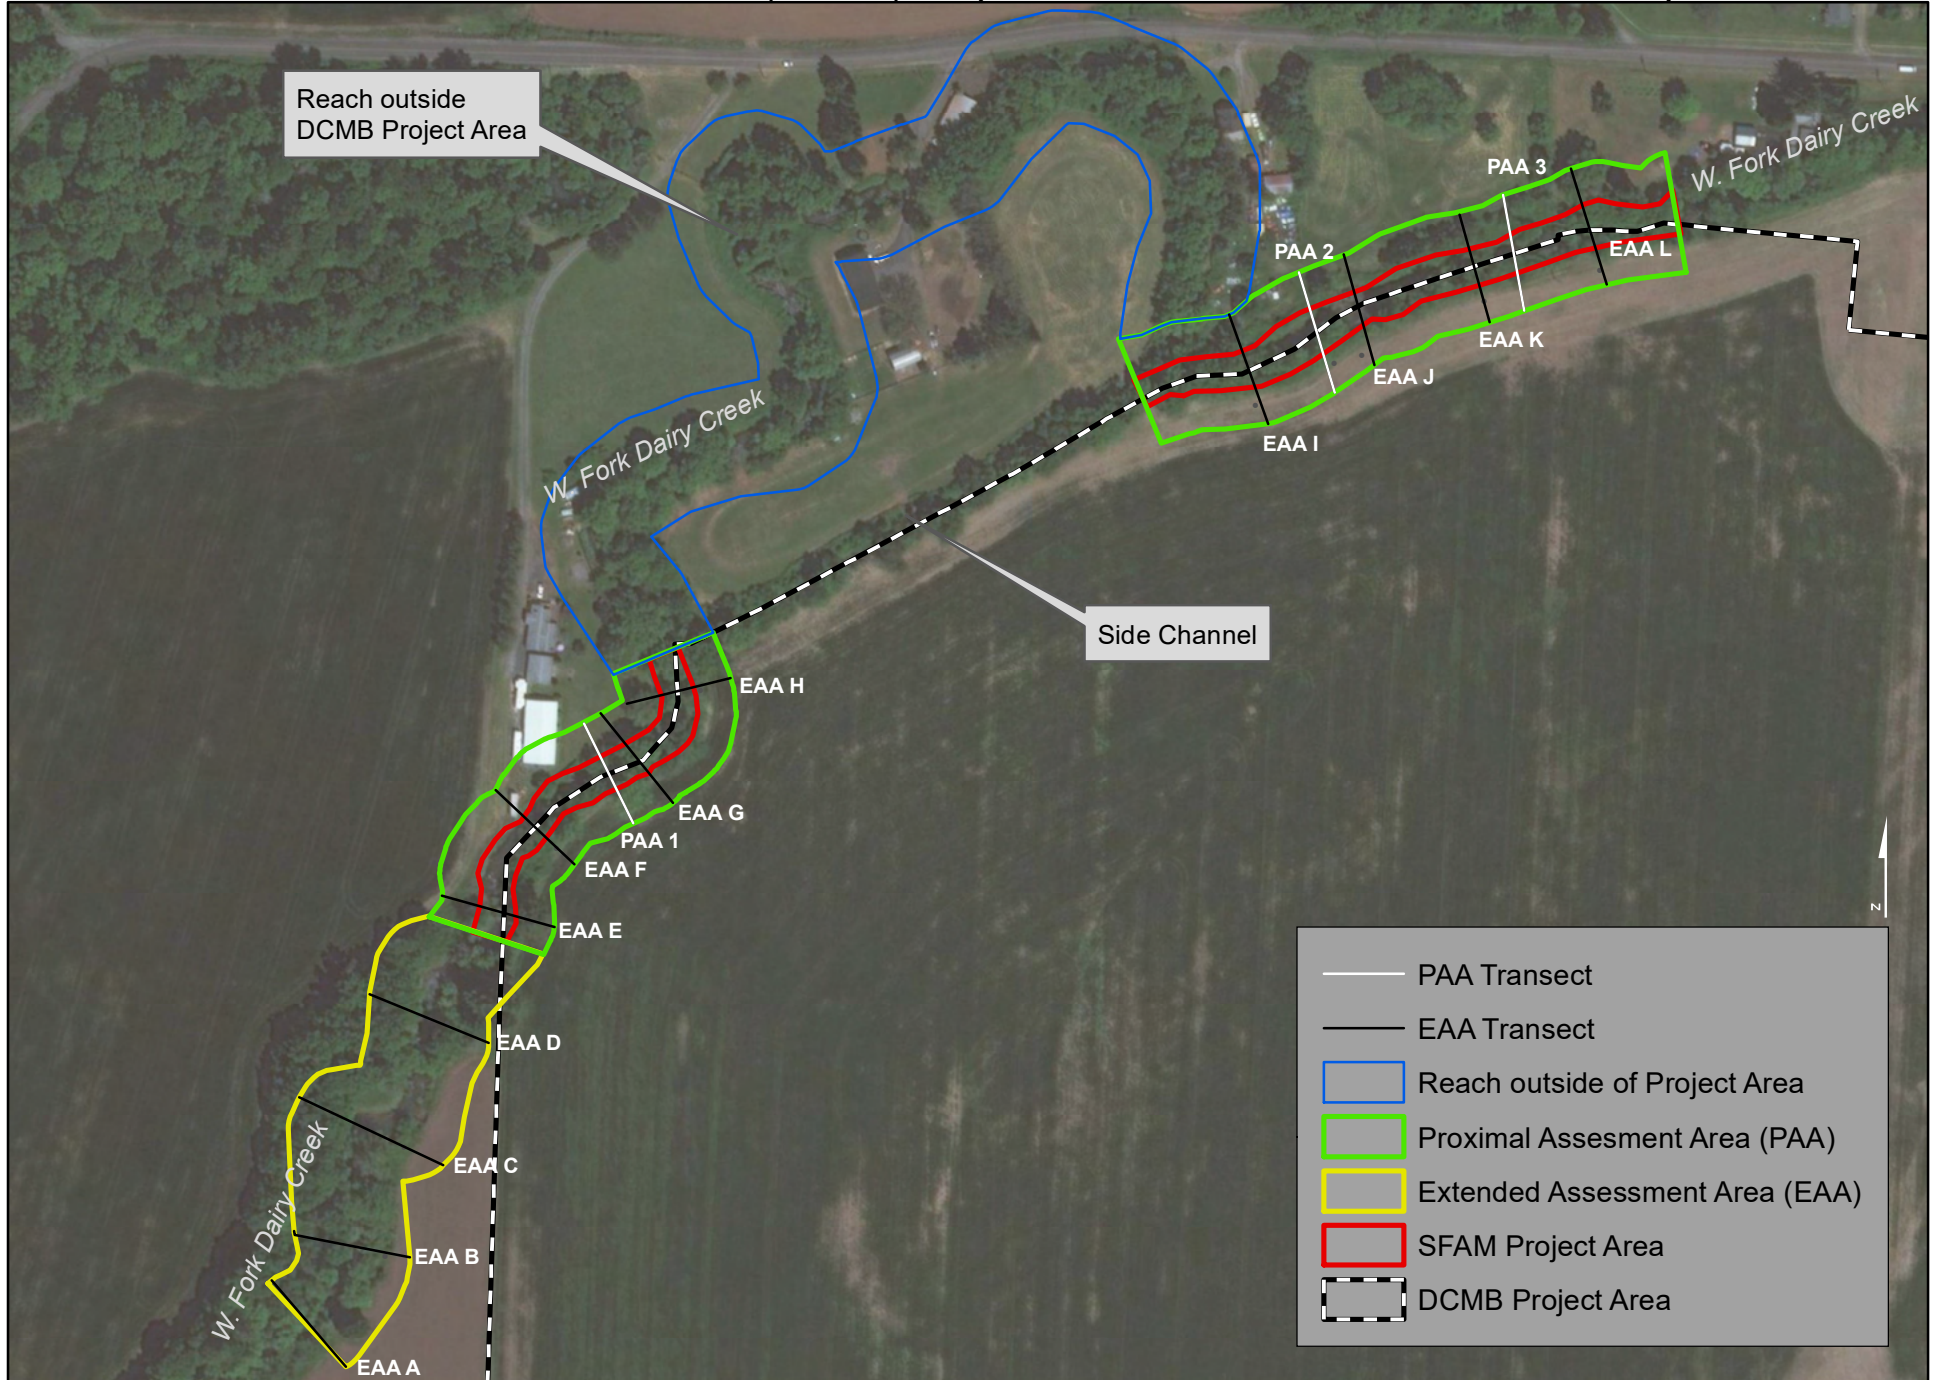 Reach outside
DCMB Project Area
W. Fork Dairy Creek
PAA 3
PAA 2
EAA L
EAA K
EAA J
EAA I
W. Fork Dairy Creek
Side Channel
EAA H
EAA G
PAA 1
EAA F
EAA E
EAA D
EAA C
EAA B
EAA A
W. Fork Dairy Creek
z
PAA Transect
EAA Transect
Reach outside of Project Area
Proximal Assesment Area (PAA)
Extended Assessment Area (EAA)
SFAM Project Area
DCMB Project Area